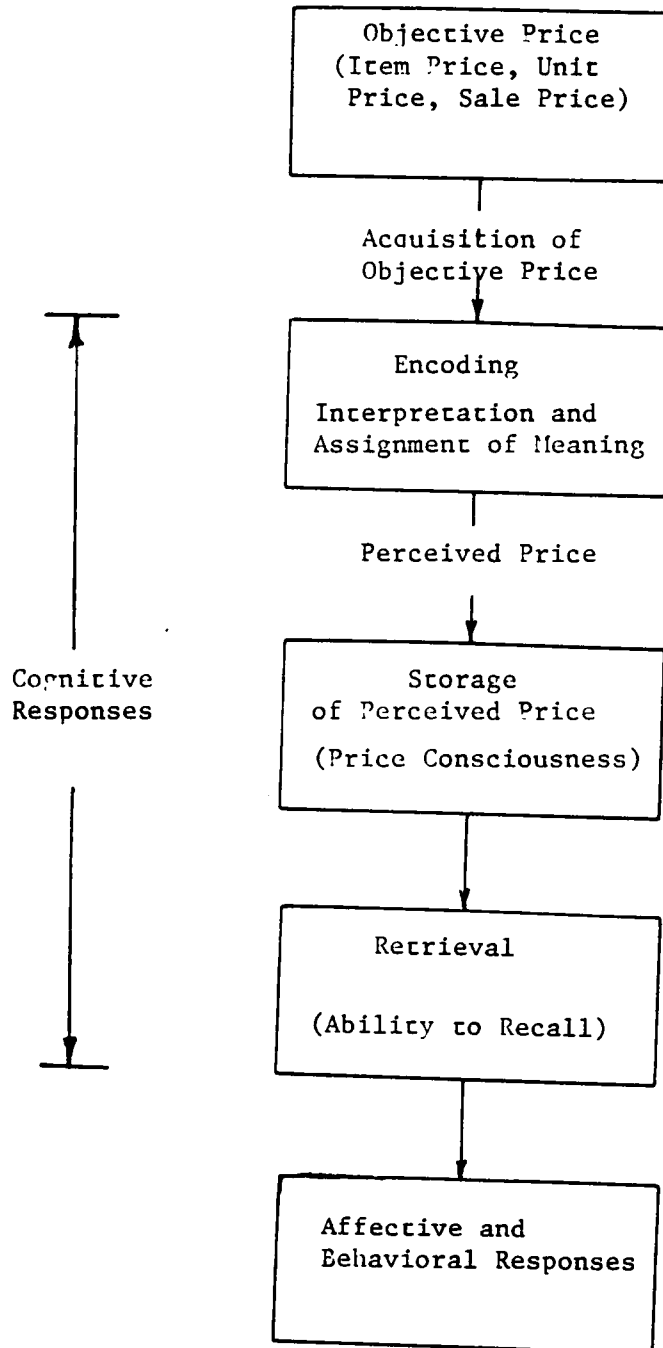 Objective Price
(Item Price, Unit
Price, Sale Price)
Acquisition of
Objective Price
Encoding
Interpretation and
Assignment of Meaning
Perceived Price
Cognitive
Responses
Storage
of Perceived Price
(Price Consciousness)
Retrieval
(Ability to Recall)
Affective and
Behavioral Responses